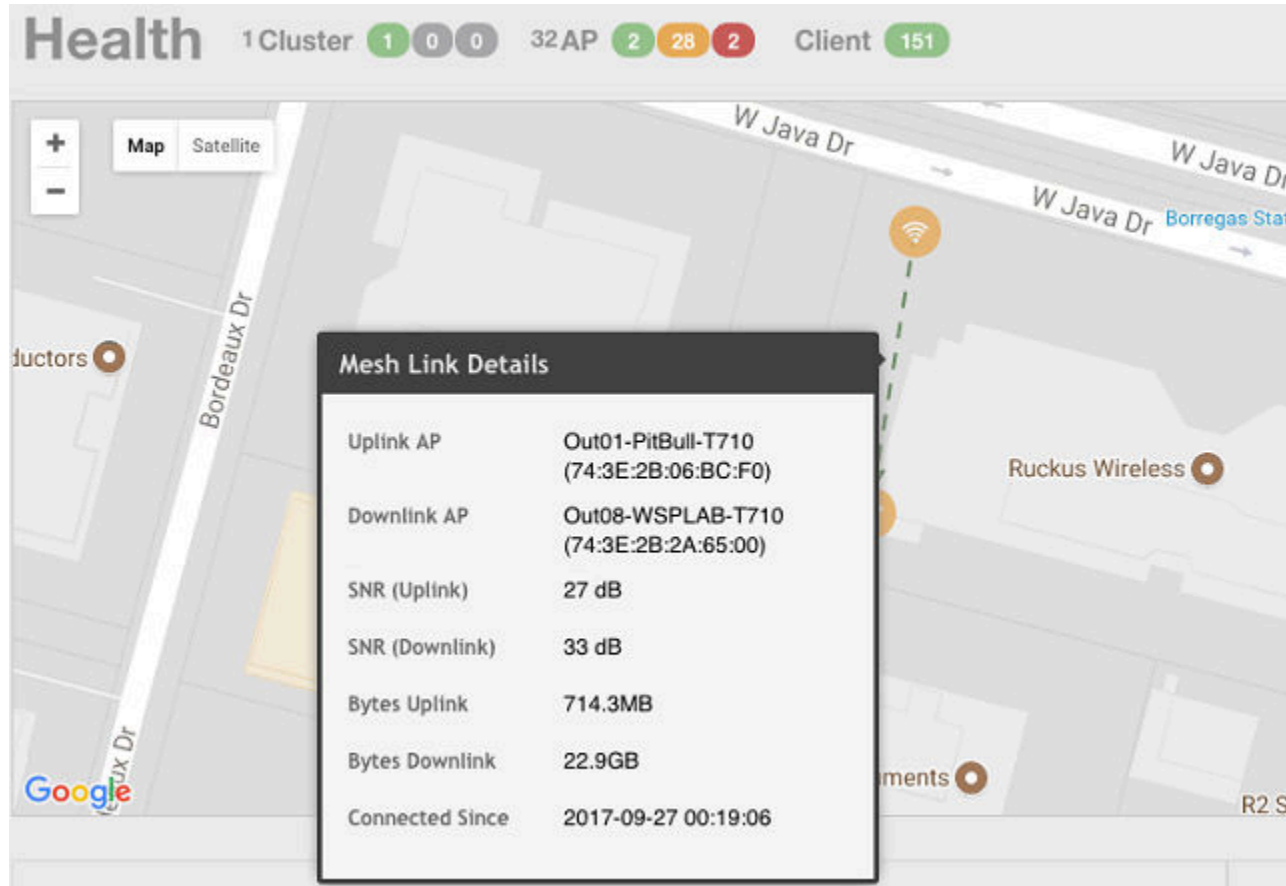 Health 1 Cluster 1 0 0 32 AP 2 28 2 Client 151
+
Map Satellite
−
W Java Dr
W Java Dr
W Java Dr
Borregas Sta
Bordeaux Dr
ductors
Mesh Link Details
Uplink AP Out01-PitBull-T710
(74:3E:2B:06:BC:F0)
Ruckus Wireless
Downlink AP Out08-WSPLAB-T710
(74:3E:2B:2A:65:00)
SNR (Uplink) 27 dB
SNR (Downlink) 33 dB
Bytes Uplink 714.3MB
Bytes Downlink 22.9GB
uments
ux Dr
Google
R2 S
Connected Since 2017-09-27 00:19:06